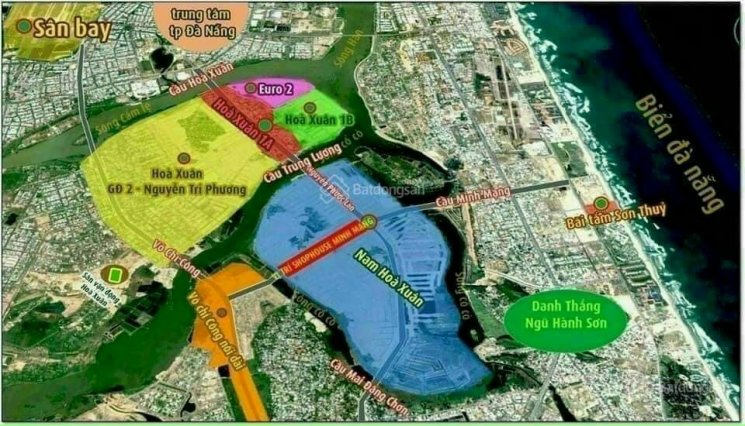 Sân bay
trung tâm
tp Đà Nẵng
Sông Hàn
Cầu Hoà Xuân
Euro 2
Sông Cẩm lệ
Hoà Xuân 1A
Hoà Xuân 1B
Hoà Xuân
GĐ 2 - Nguyễn Tri Phương
Cầu Trung Lương
Nguyễn Phước Lan
Batdongsan
Cầu Minh Mạng
Biển đà nẵng
Bãi tắm Sơn Thuỷ
Võ Chí Công
TRÍ SHOPHOUSE MINH MẠNG
Nam Hoà Xuân
Sân vận động
Hoà Xuân
Võ chí Công nối dài
Sông cổ cò
Sông cổ cò
Danh Thắng
Ngũ Hành Sơn
Cầu Mai Đăng Chơn